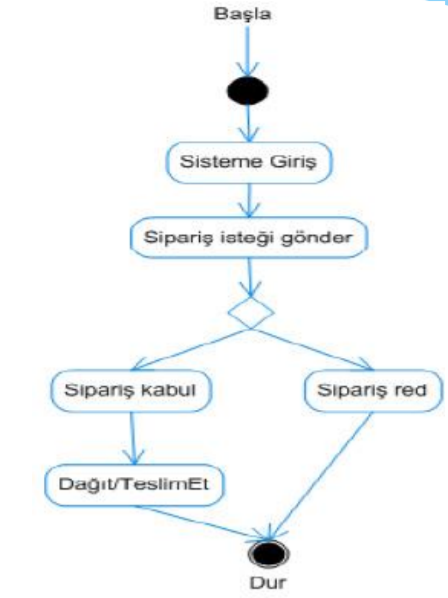 Başla
Sisteme Giriş
Sipariş isteği gönder
Sipariş kabul
Sipariş red
Dağıt/TeslimEt
Dur